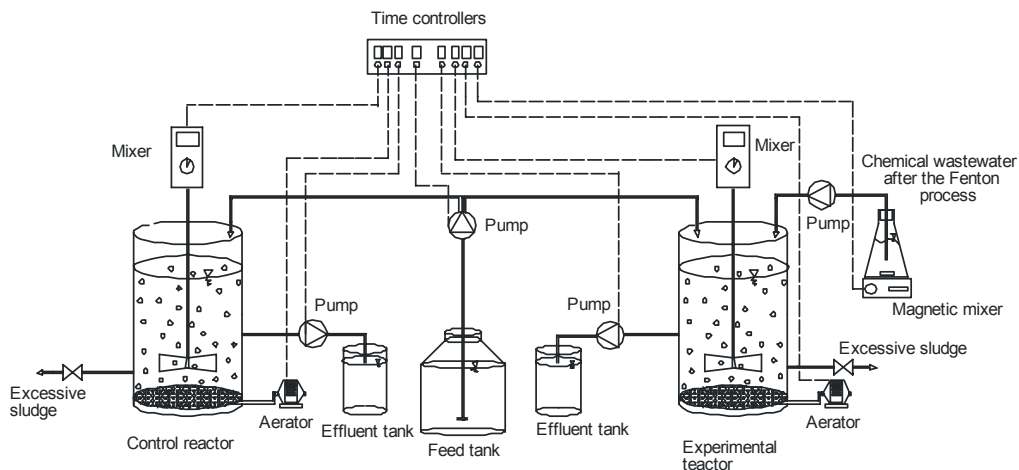 Time controllers
Mixer
Mixer
Chemical wastewater
after the Fenton
process
Pump
Pump
Pump
Pump
Magnetic mixer
Excessive sludge
Excessive
sludge
Aerator
Aerator
Control reactor
Effluent tank
Feed tank
Effluent tank
Experimental
teactor